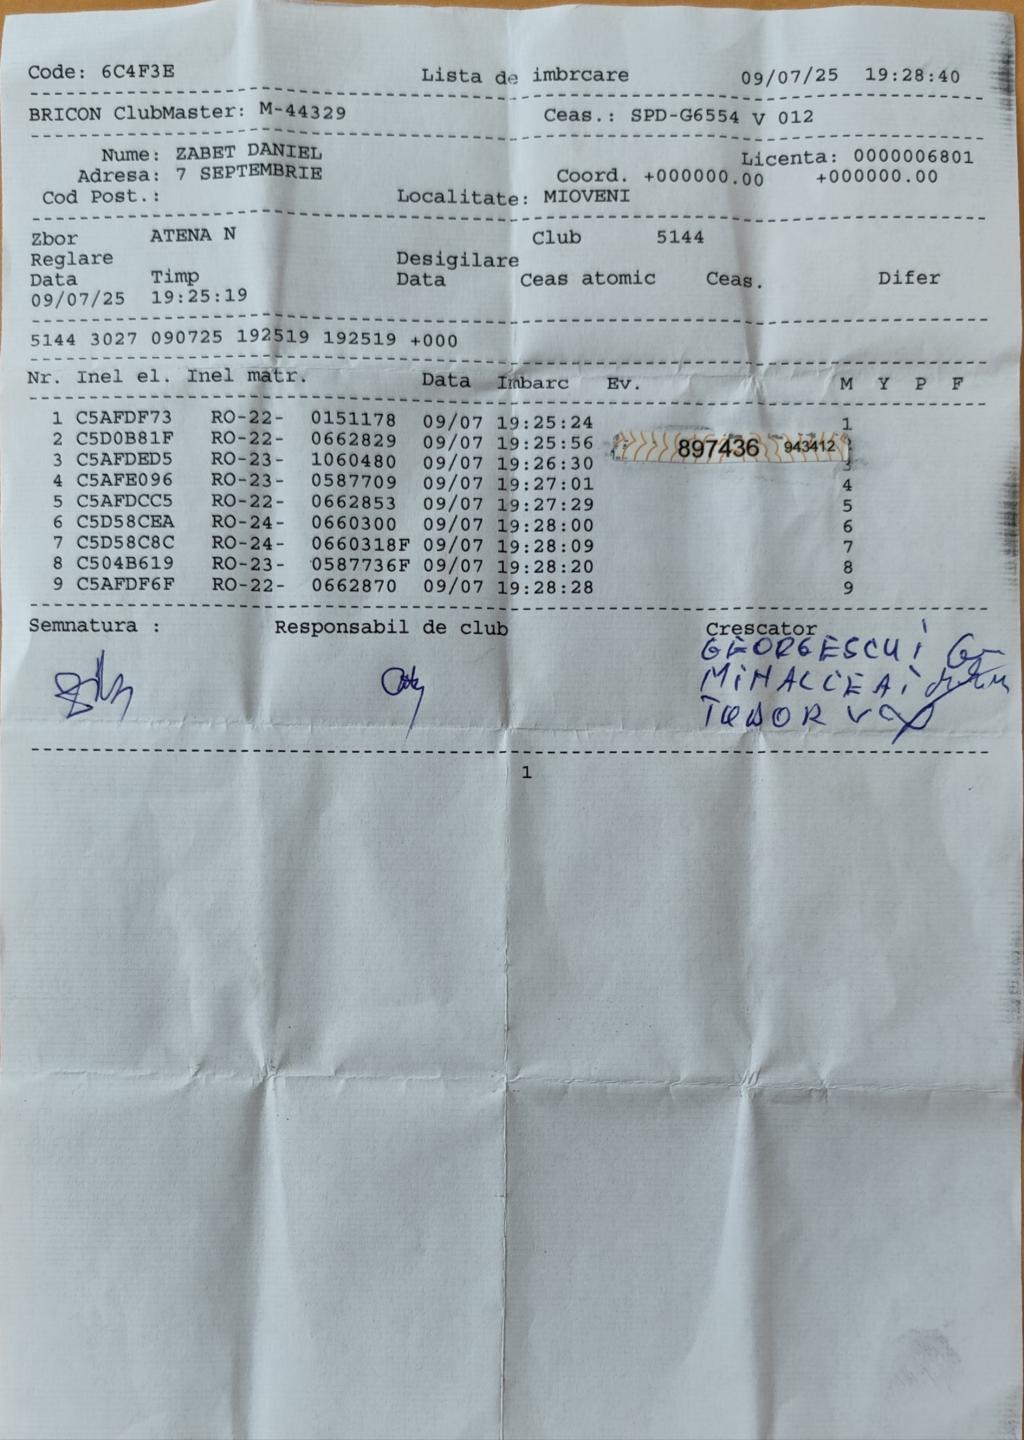 Code: 6C4F3E Lista de imbrcare 09/07/25 19:28:40
BRICON ClubMaster: M-44329 Ceas.: SPD-G6554 V 012
Nume: ZABET DANIEL Licenta: 0000006801
Adresa: 7 SEPTEMBRIE Coord. +000000.00 +000000.00
Cod Post.: Localitate: MIOVENI
Zbor ATENA N Club 5144
Reglare Desigilare
Data Timp Data Ceas atomic Ceas. Difer
09/07/25 19:25:19
5144 3027 090725 192519 192519 +000
Nr. Inel el. Inel matr. Data Imbarc Ev. M Y P F
1 C5AFDF73 RO-22- 0151178 09/07 19:25:24 1
2 C5D0B81F RO-22- 0662829 09/07 19:25:56 897436 943412
3 C5AFDED5 RO-23- 1060480 09/07 19:26:30 3
4 C5AFE096 RO-23- 0587709 09/07 19:27:01 4
5 C5AFDCC5 RO-22- 0662853 09/07 19:27:29 5
6 C5D58CEA RO-24- 0660300 09/07 19:28:00 6
7 C5D58C8C RO-24- 0660318F 09/07 19:28:09 7
8 C504B619 RO-23- 0587736F 09/07 19:28:20 8
9 C5AFDF6F RO-22- 0662870 09/07 19:28:28 9
Semnatura : Responsabil de club Crescator
GEORGESCU I
MIHALCEA I
TUDOR V
1